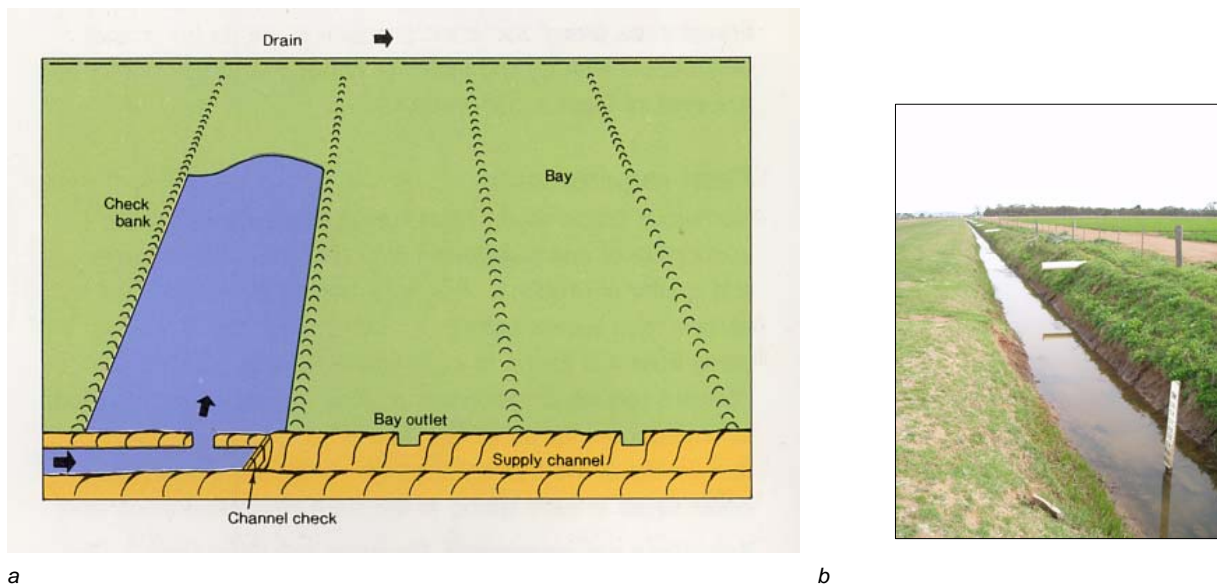 Drain
Check
bank
Bay
Bay outlet
Supply channel
Channel check
a
b